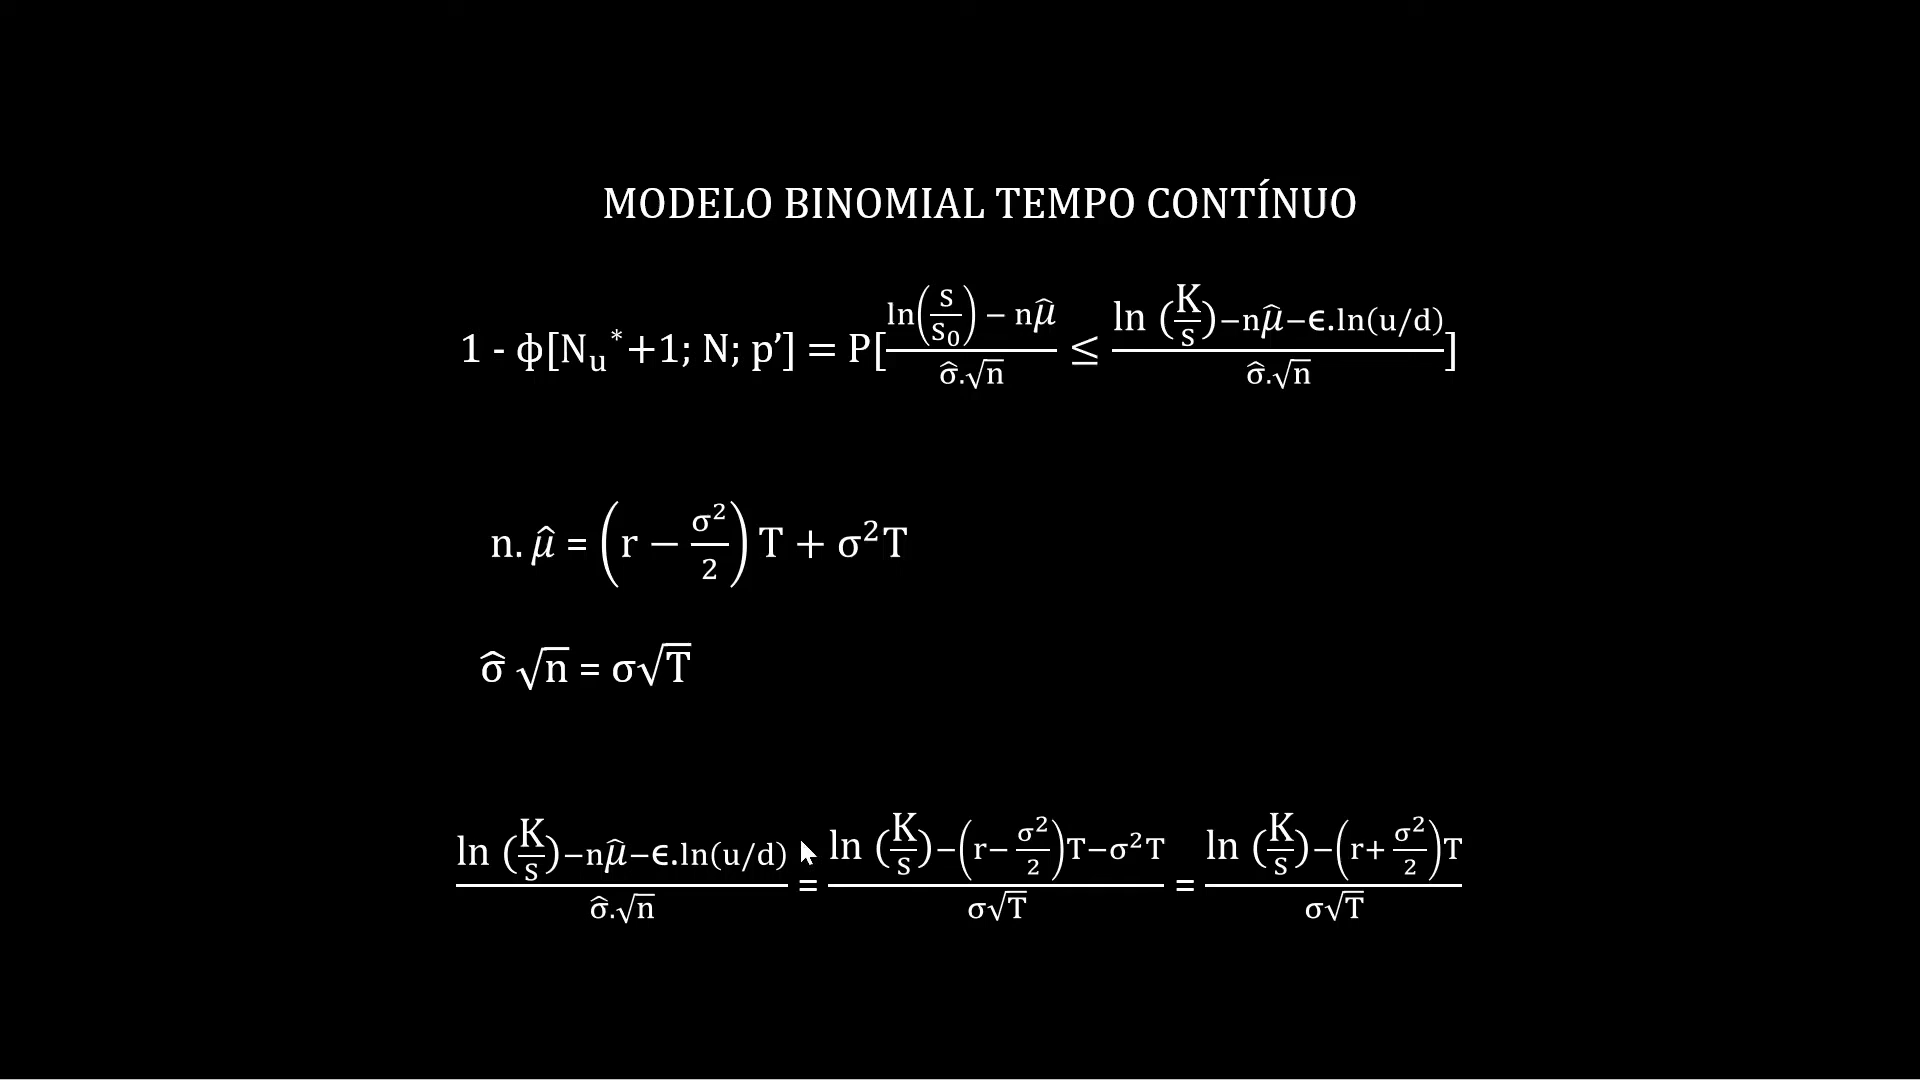 MODELO BINOMIAL TEMPO CONTÍNUO
1 - ϕ[Nᵤ*+1; N; p’] = P[(ln(s/s₀) − nμ̂)/(σ̂.√n) ≤ (ln (K/s)−nμ̂−ϵ.ln(u/d))/(σ̂.√n)]
n. μ̂ = (r − σ²/2) T + σ²T
σ̂ √n = σ√T
(ln (K/s)−nμ̂−ϵ.ln(u/d))/(σ̂.√n) = (ln (K/s)−(r−σ²/2)T−σ²T)/(σ√T) = (ln (K/s)−(r+σ²/2)T)/(σ√T)